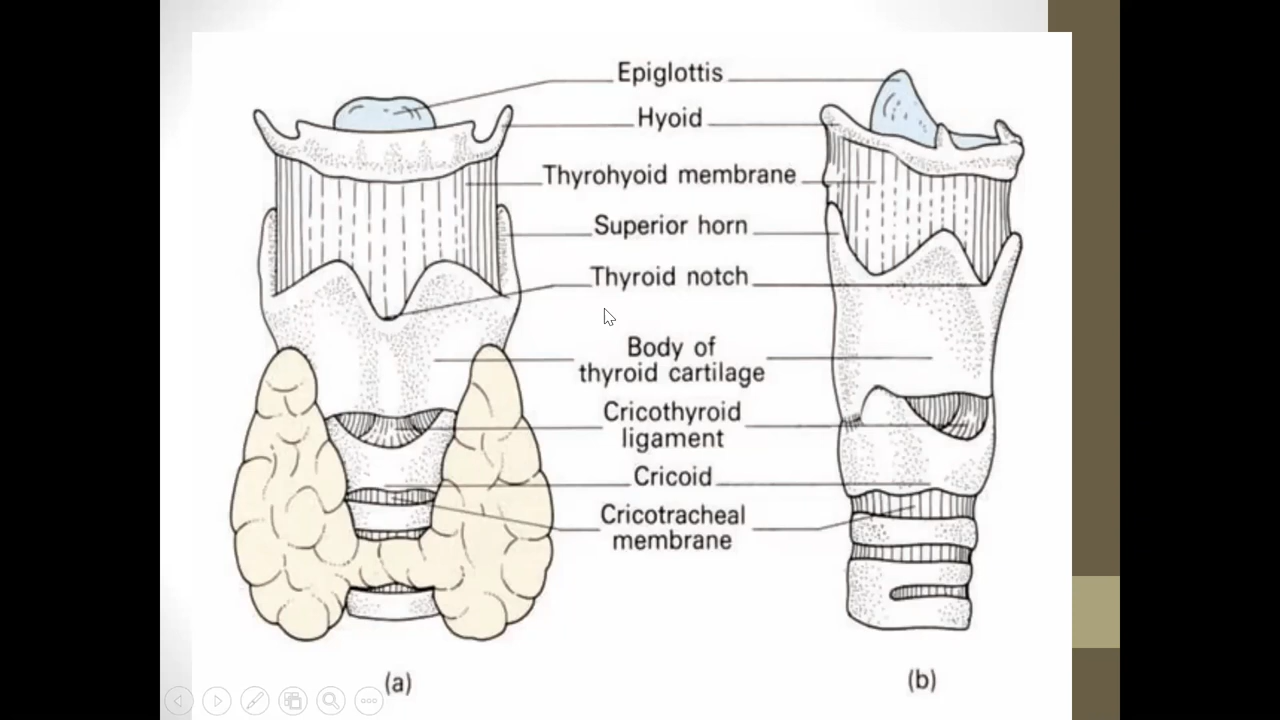 Epiglottis
Hyoid
Thyrohyoid membrane
Superior horn
Thyroid notch
Body of
thyroid cartilage
Cricothyroid
ligament
Cricoid
Cricotracheal
membrane
(a)
(b)